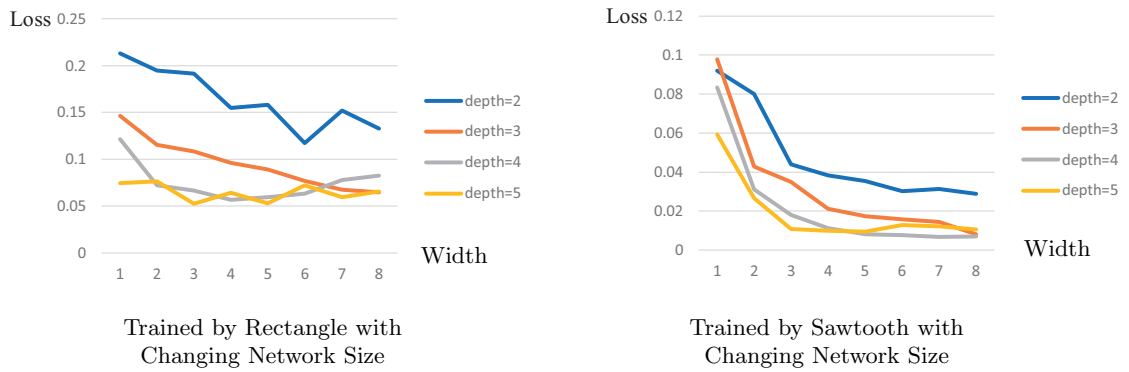 Loss
0.25
0.2
0.15
0.1
0.05
0
1 2 3 4 5 6 7 8
Width
depth=2
depth=3
depth=4
depth=5
Trained by Rectangle with
Changing Network Size
Loss
0.12
0.1
0.08
0.06
0.04
0.02
0
1 2 3 4 5 6 7 8
Width
depth=2
depth=3
depth=4
depth=5
Trained by Sawtooth with
Changing Network Size